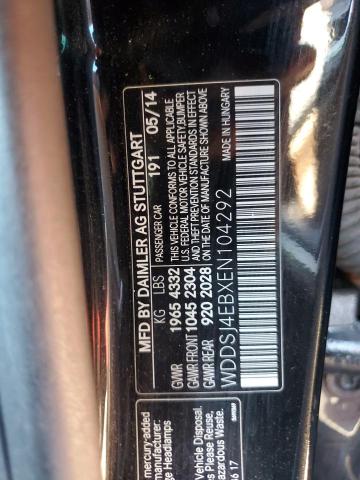 MFD BY DAIMLER AG STUTTGART
PASSENGER CAR 191 05/14
KG LBS THIS VEHICLE CONFORMS TO ALL APPLICABLE
GVWR 1965 4332 U.S. FEDERAL MOTOR VEHICLE SAFETY, BUMPER
GAWR FRONT 1045 2304 AND THEFT PREVENTION STANDARDS IN EFFECT
GAWR REAR 920 2028 ON THE DATE OF MANUFACTURE SHOWN ABOVE
WDDSJ4EBXEN104292 MADE IN HUNGARY
mercury-added
Headlamps
Vehicle Disposal.
Please Reuse,
azardous Waste.